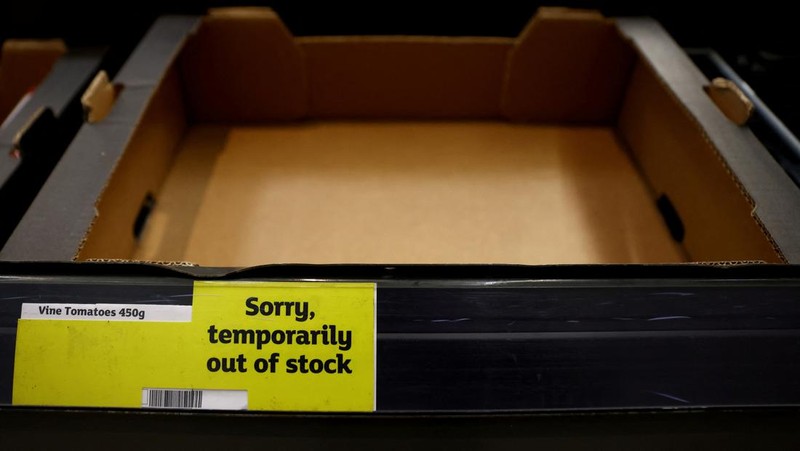 Vine Tomatoes 450g
Sorry,
temporarily
out of stock